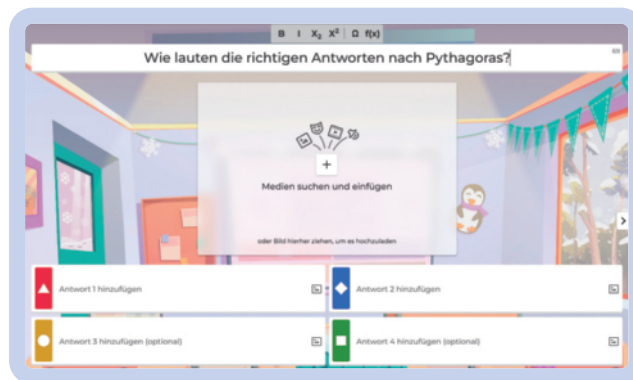 B I X₂ X² Ω f(x)
Wie lauten die richtigen Antworten nach Pythagoras?
Medien suchen und einfügen
oder Bild hierher ziehen, um es hochzuladen
Antwort 1 hinzufügen
Antwort 2 hinzufügen
Antwort 3 hinzufügen (optional)
Antwort 4 hinzufügen (optional)